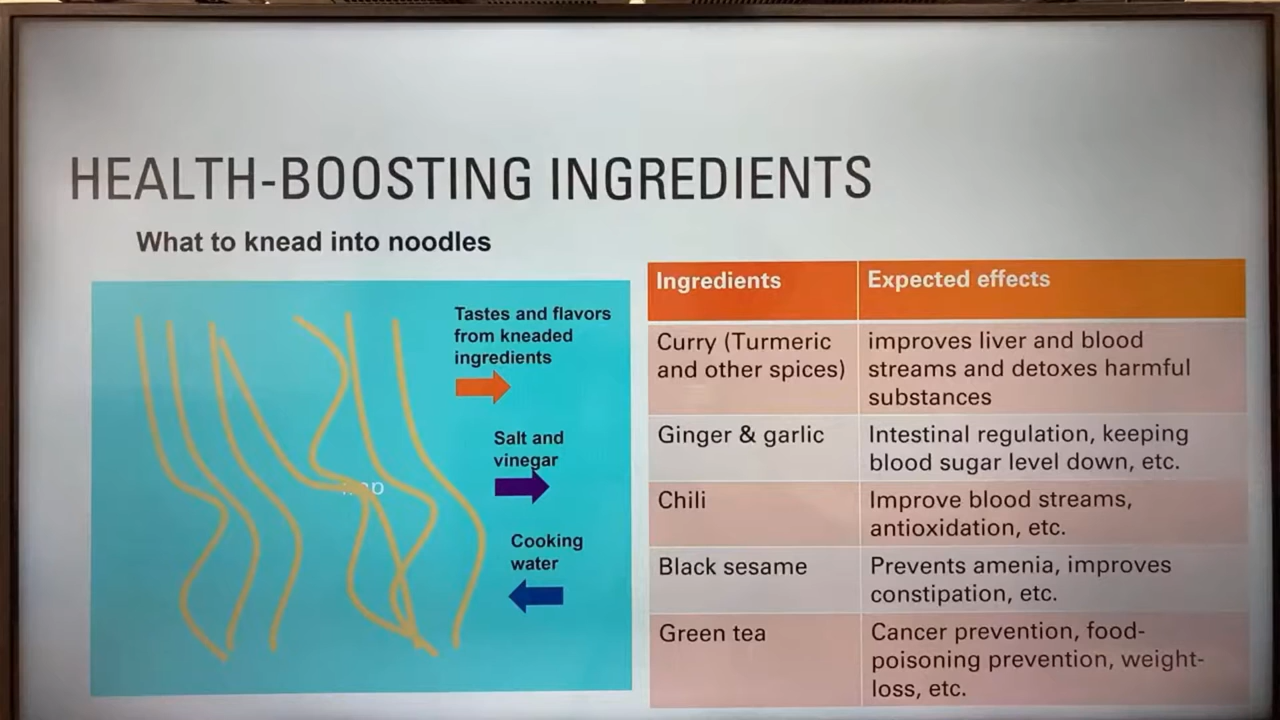 HEALTH-BOOSTING INGREDIENTS
What to knead into noodles
Tastes and flavors
from kneaded
ingredients
Salt and
vinegar
Cooking
water
Ingredients
Expected effects
Curry (Turmeric
and other spices)
improves liver and blood
streams and detoxes harmful
substances
Ginger & garlic
Intestinal regulation, keeping
blood sugar level down, etc.
Chili
Improve blood streams,
antioxidation, etc.
Black sesame
Prevents amenia, improves
constipation, etc.
Green tea
Cancer prevention, food-
poisoning prevention, weight-
loss, etc.